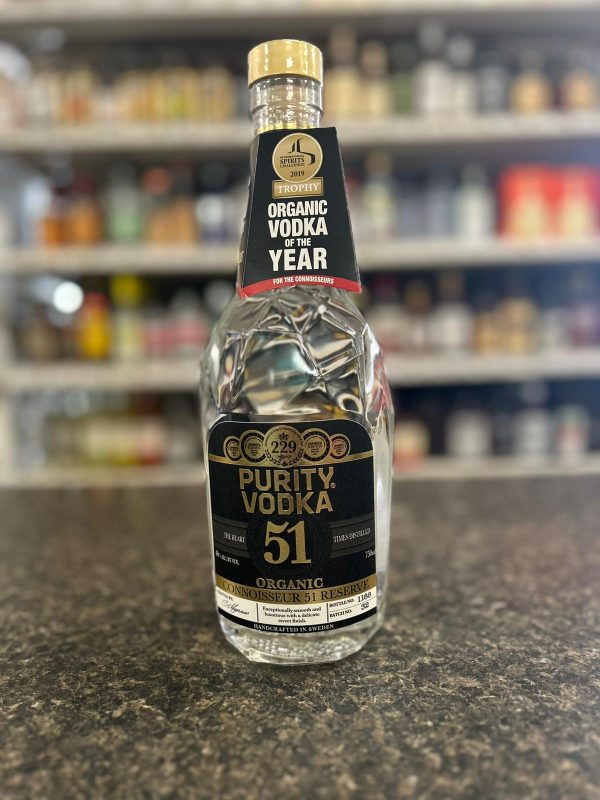 INTERNATIONAL
SPIRITS
CHALLENGE
2019
TROPHY
ORGANIC
VODKA
OF THE
YEAR
FOR THE CONNOISSEURS
229
PURITY®
VODKA
THE HEART 51 TIMES DISTILLED
ORGANIC
CONNOISSEUR 51 RESERVE
Exceptionally smooth and
luxurious with a delicate
sweet finish.
BOTTLE NO. 1188
BATCH NO. 32
HANDCRAFTED IN SWEDEN